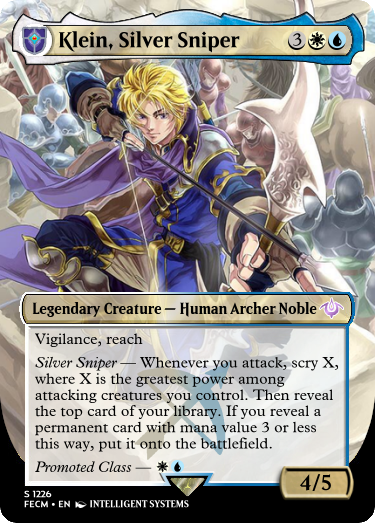 Klein, Silver Sniper 3
Legendary Creature — Human Archer Noble
Vigilance, reach
Silver Sniper — Whenever you attack, scry X,
where X is the greatest power among
attacking creatures you control. Then reveal
the top card of your library. If you reveal a
permanent card with mana value 3 or less
this way, put it onto the battlefield.
Promoted Class —
4/5
S 1226
FECM • EN INTELLIGENT SYSTEMS